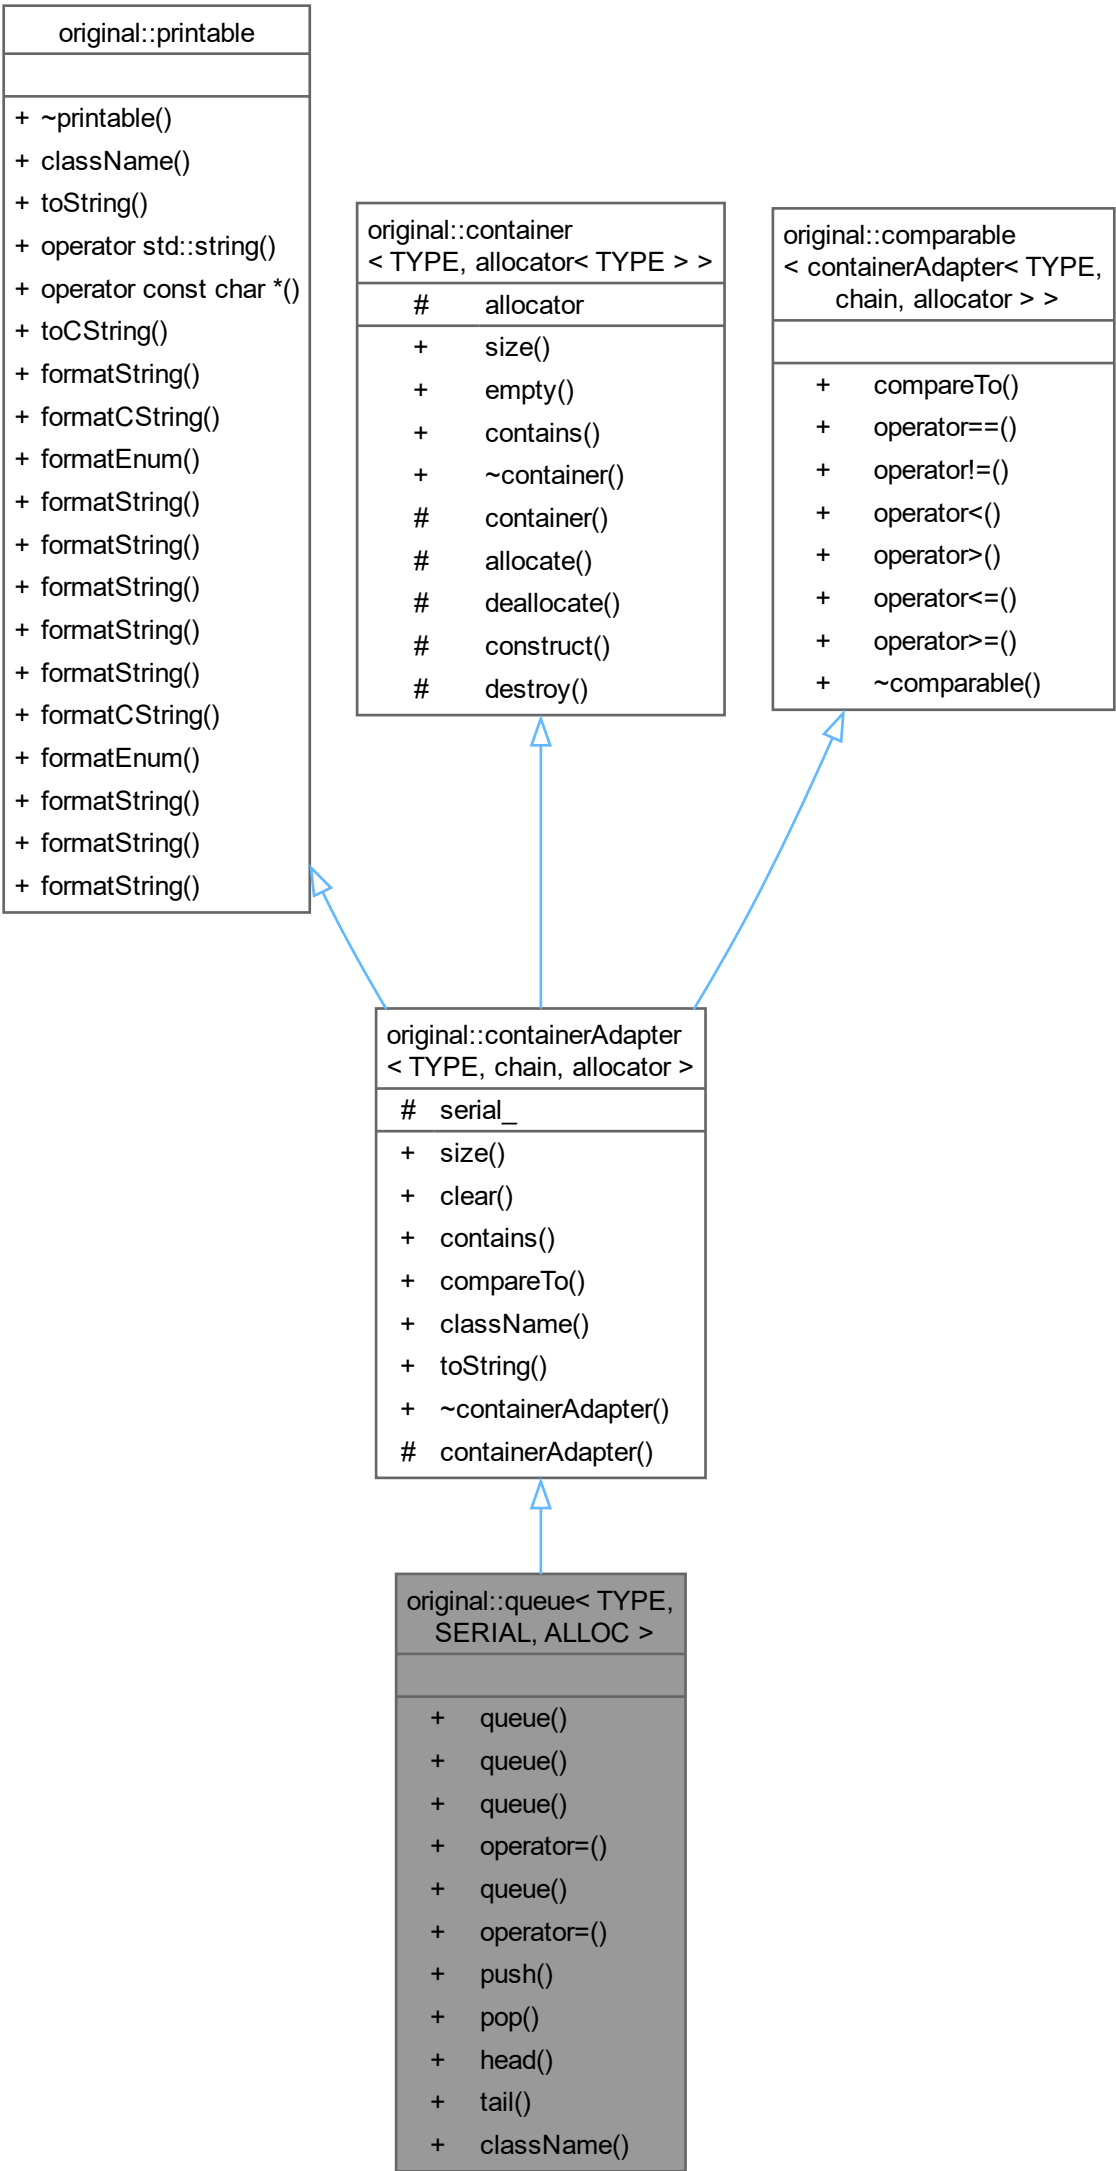 original::printable
+ ~printable()
+ className()
+ toString()
+ operator std::string()
+ operator const char *()
+ toCString()
+ formatString()
+ formatCString()
+ formatEnum()
+ formatString()
+ formatString()
+ formatString()
+ formatString()
+ formatString()
+ formatCString()
+ formatEnum()
+ formatString()
+ formatString()
+ formatString()
original::container
< TYPE, allocator< TYPE > >
# allocator
+ size()
+ empty()
+ contains()
+ ~container()
# container()
# allocate()
# deallocate()
# construct()
# destroy()
original::comparable
< containerAdapter< TYPE,
chain, allocator > >
+ compareTo()
+ operator==()
+ operator!=()
+ operator<()
+ operator>()
+ operator<=()
+ operator>=()
+ ~comparable()
original::containerAdapter
< TYPE, chain, allocator >
# serial_
+ size()
+ clear()
+ contains()
+ compareTo()
+ className()
+ toString()
+ ~containerAdapter()
# containerAdapter()
original::queue< TYPE,
SERIAL, ALLOC >
+ queue()
+ queue()
+ queue()
+ operator=()
+ queue()
+ operator=()
+ push()
+ pop()
+ head()
+ tail()
+ className()